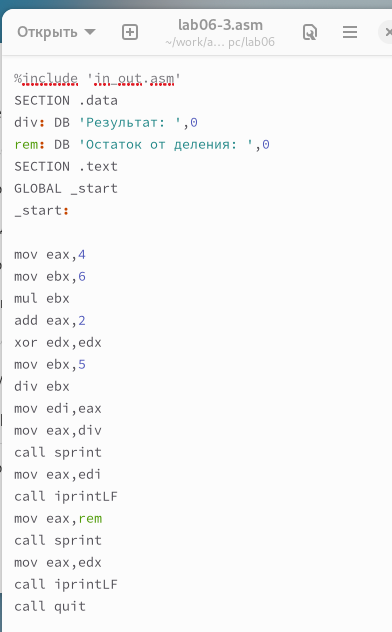 Открыть
lab06-3.asm
~/work/a... pc/lab06
%include 'in_out.asm'
SECTION .data
div: DB 'Результат: ',0
rem: DB 'Остаток от деления: ',0
SECTION .text
GLOBAL _start
_start:
mov eax,4
mov ebx,6
mul ebx
add eax,2
xor edx,edx
mov ebx,5
div ebx
mov edi,eax
mov eax,div
call sprint
mov eax,edi
call iprintLF
mov eax,rem
call sprint
mov eax,edx
call iprintLF
call quit